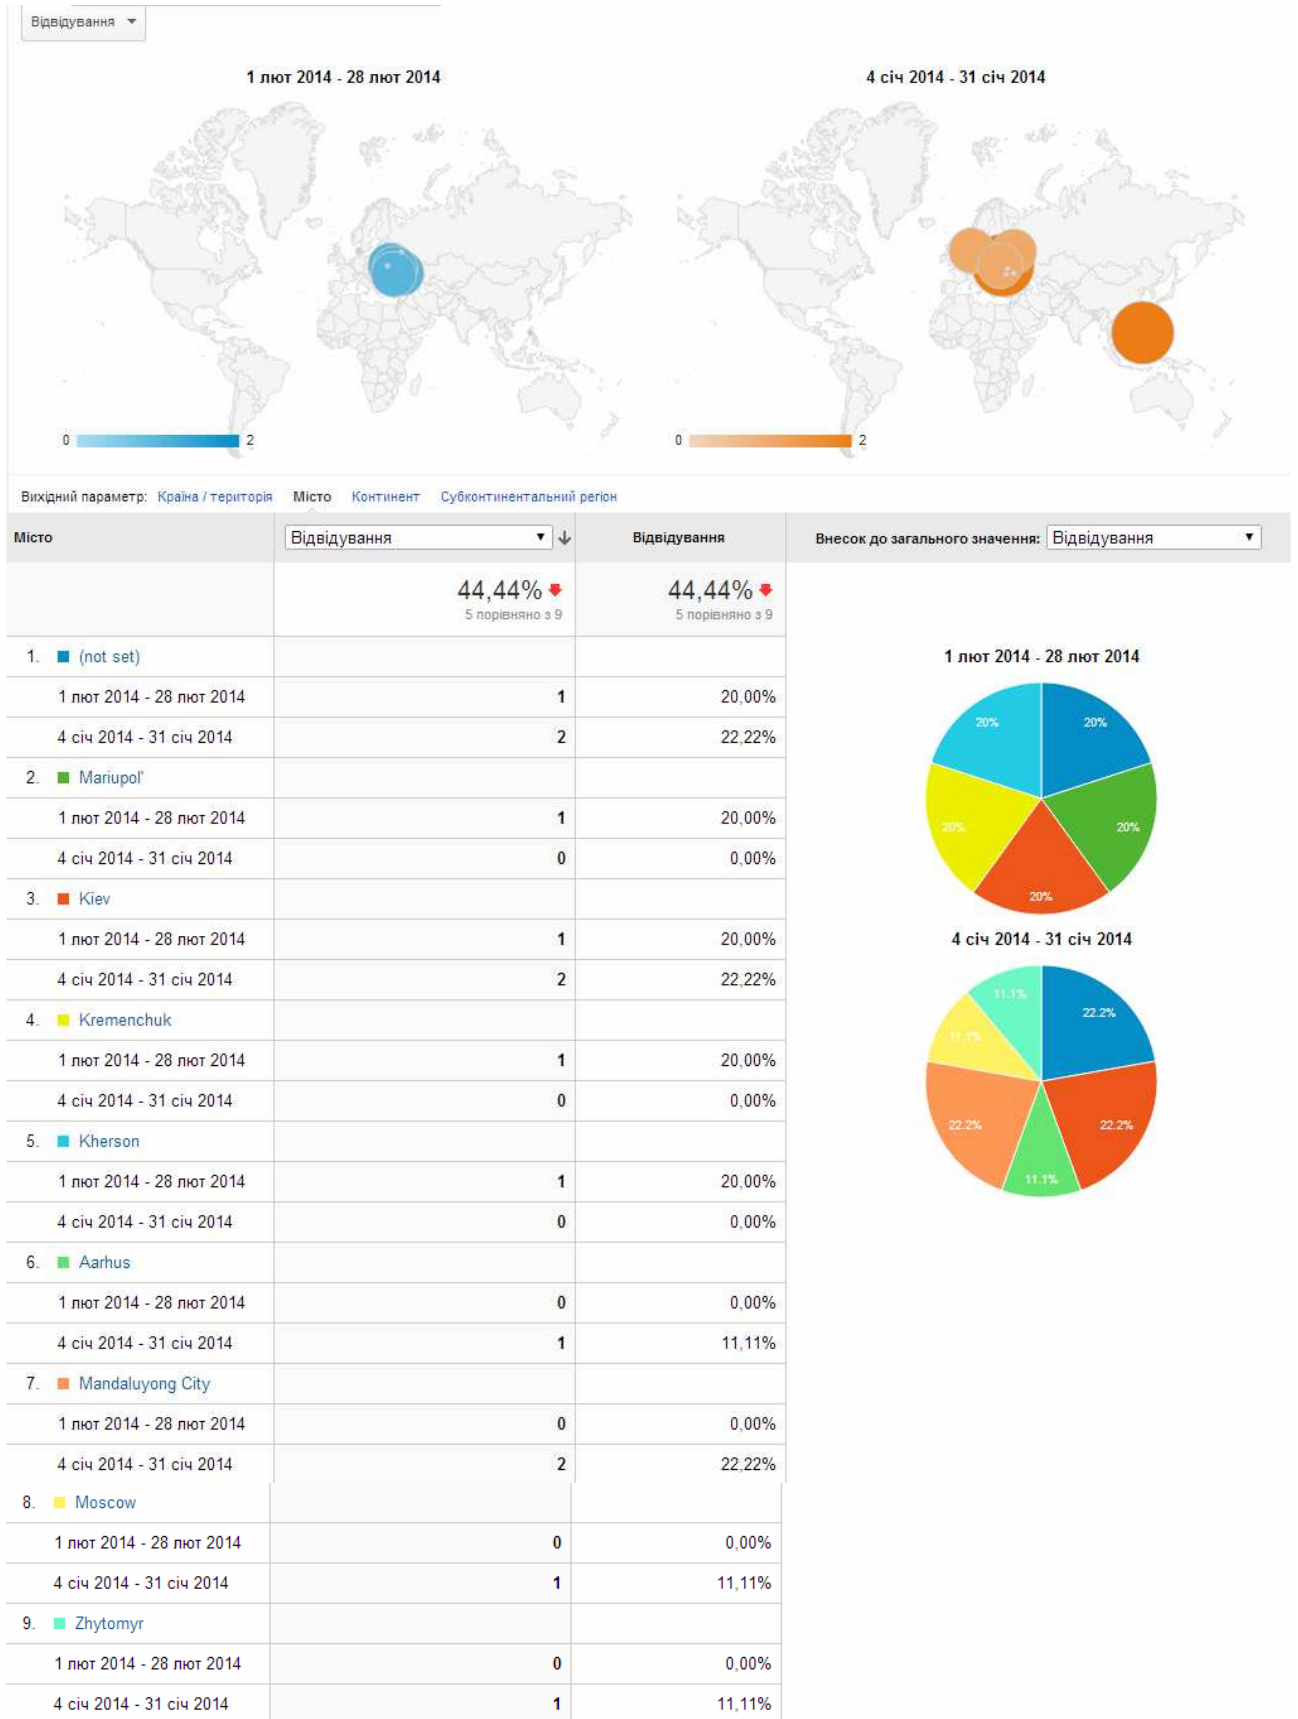 Відвідування
1 лют 2014 - 28 лют 2014
4 січ 2014 - 31 січ 2014
0 2
0 2
Вихідний параметр: Країна / територія Місто Континент Субконтинентальний регіон
Місто Відвідування Відвідування Внесок до загального значення: Відвідування
44,44% 44,44%
5 порівняно з 9 5 порівняно з 9
1. (not set)
1 лют 2014 - 28 лют 2014 1 20,00%
4 січ 2014 - 31 січ 2014 2 22,22%
2. Mariupol'
1 лют 2014 - 28 лют 2014 1 20,00%
4 січ 2014 - 31 січ 2014 0 0,00%
3. Kiev
1 лют 2014 - 28 лют 2014 1 20,00%
4 січ 2014 - 31 січ 2014 2 22,22%
4. Kremenchuk
1 лют 2014 - 28 лют 2014 1 20,00%
4 січ 2014 - 31 січ 2014 0 0,00%
5. Kherson
1 лют 2014 - 28 лют 2014 1 20,00%
4 січ 2014 - 31 січ 2014 0 0,00%
6. Aarhus
1 лют 2014 - 28 лют 2014 0 0,00%
4 січ 2014 - 31 січ 2014 1 11,11%
7. Mandaluyong City
1 лют 2014 - 28 лют 2014 0 0,00%
4 січ 2014 - 31 січ 2014 2 22,22%
8. Moscow
1 лют 2014 - 28 лют 2014 0 0,00%
4 січ 2014 - 31 січ 2014 1 11,11%
9. Zhytomyr
1 лют 2014 - 28 лют 2014 0 0,00%
4 січ 2014 - 31 січ 2014 1 11,11%
1 лют 2014 - 28 лют 2014
20% 20%
20% 20%
20%
4 січ 2014 - 31 січ 2014
11.1%
22.2%
11.1%
22.2% 22.2%
11.1%